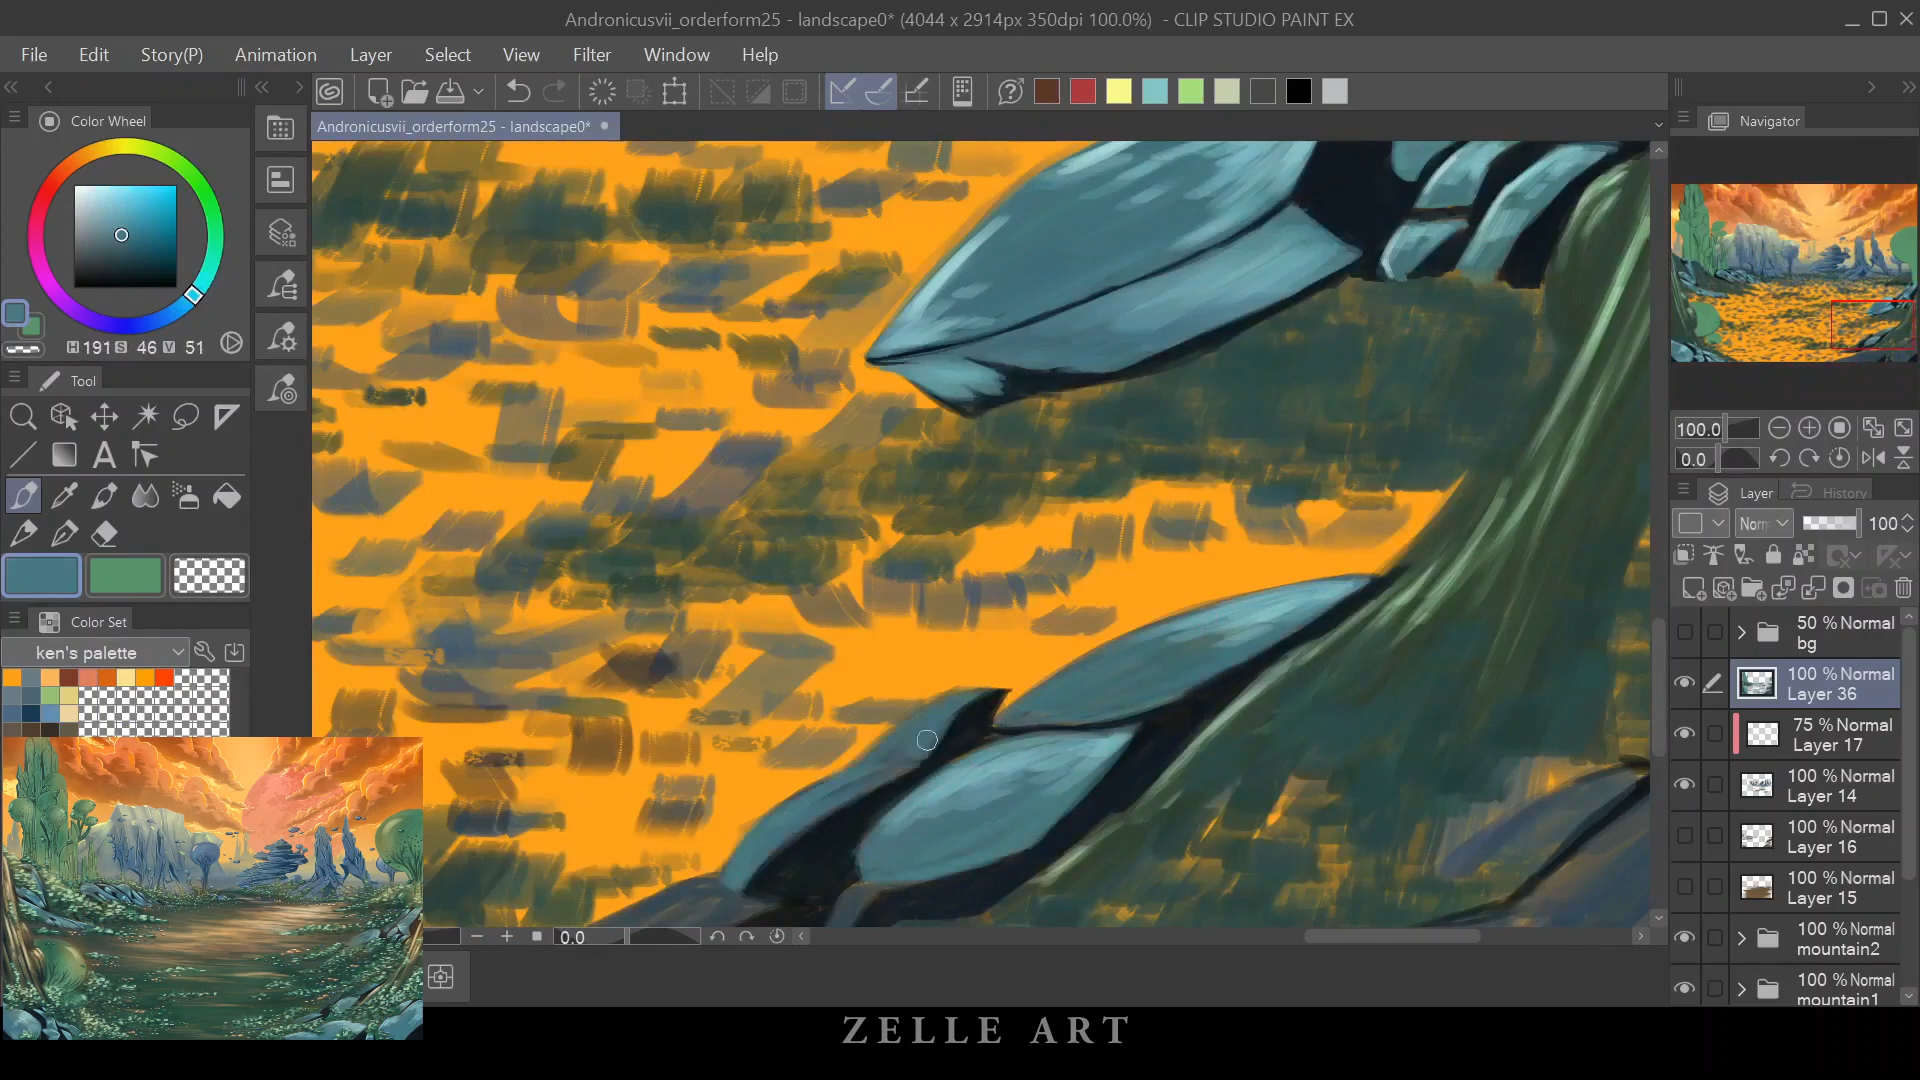 Andronicusvii_orderform25 - landscape0* (4044 x 2914px 350dpi 100.0%) - CLIP STUDIO PAINT EX
File Edit Story(P) Animation Layer Select View Filter Window Help
Color Wheel
Andronicusvii_orderform25 - landscape0*
Navigator
H 191 S 46 V 51
Tool
A
100.0
0.0
Layer
History
Norm
100
Color Set
ken's palette
50 % Normal
bg
100 % Normal
Layer 36
75 % Normal
Layer 17
100 % Normal
Layer 14
100 % Normal
Layer 16
100 % Normal
Layer 15
100 % Normal
mountain2
100 % Normal
mountain1
0.0
ZELLE ART